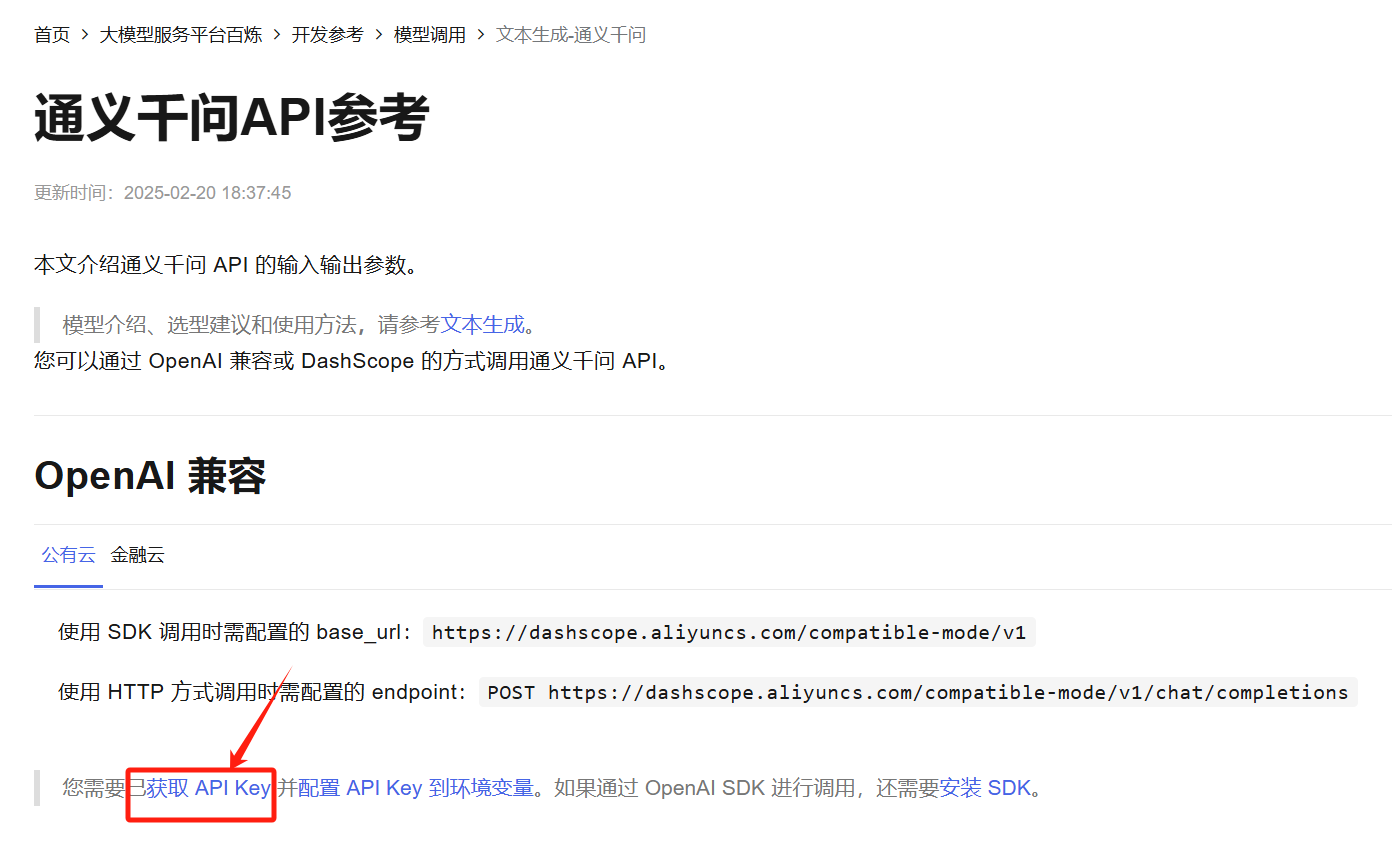 首页 > 大模型服务平台百炼 > 开发参考 > 模型调用 > 文本生成-通义千问
通义千问API参考
更新时间：2025-02-20 18:37:45
本文介绍通义千问 API 的输入输出参数。
模型介绍、选型建议和使用方法，请参考文本生成。
您可以通过 OpenAI 兼容或 DashScope 的方式调用通义千问 API。
OpenAI 兼容
公有云 金融云
使用 SDK 调用时需配置的 base_url：https://dashscope.aliyuncs.com/compatible-mode/v1
使用 HTTP 方式调用时需配置的 endpoint：POST https://dashscope.aliyuncs.com/compatible-mode/v1/chat/completions
您需要已获取 API Key 并配置 API Key 到环境变量。如果通过 OpenAI SDK 进行调用，还需要安装 SDK。